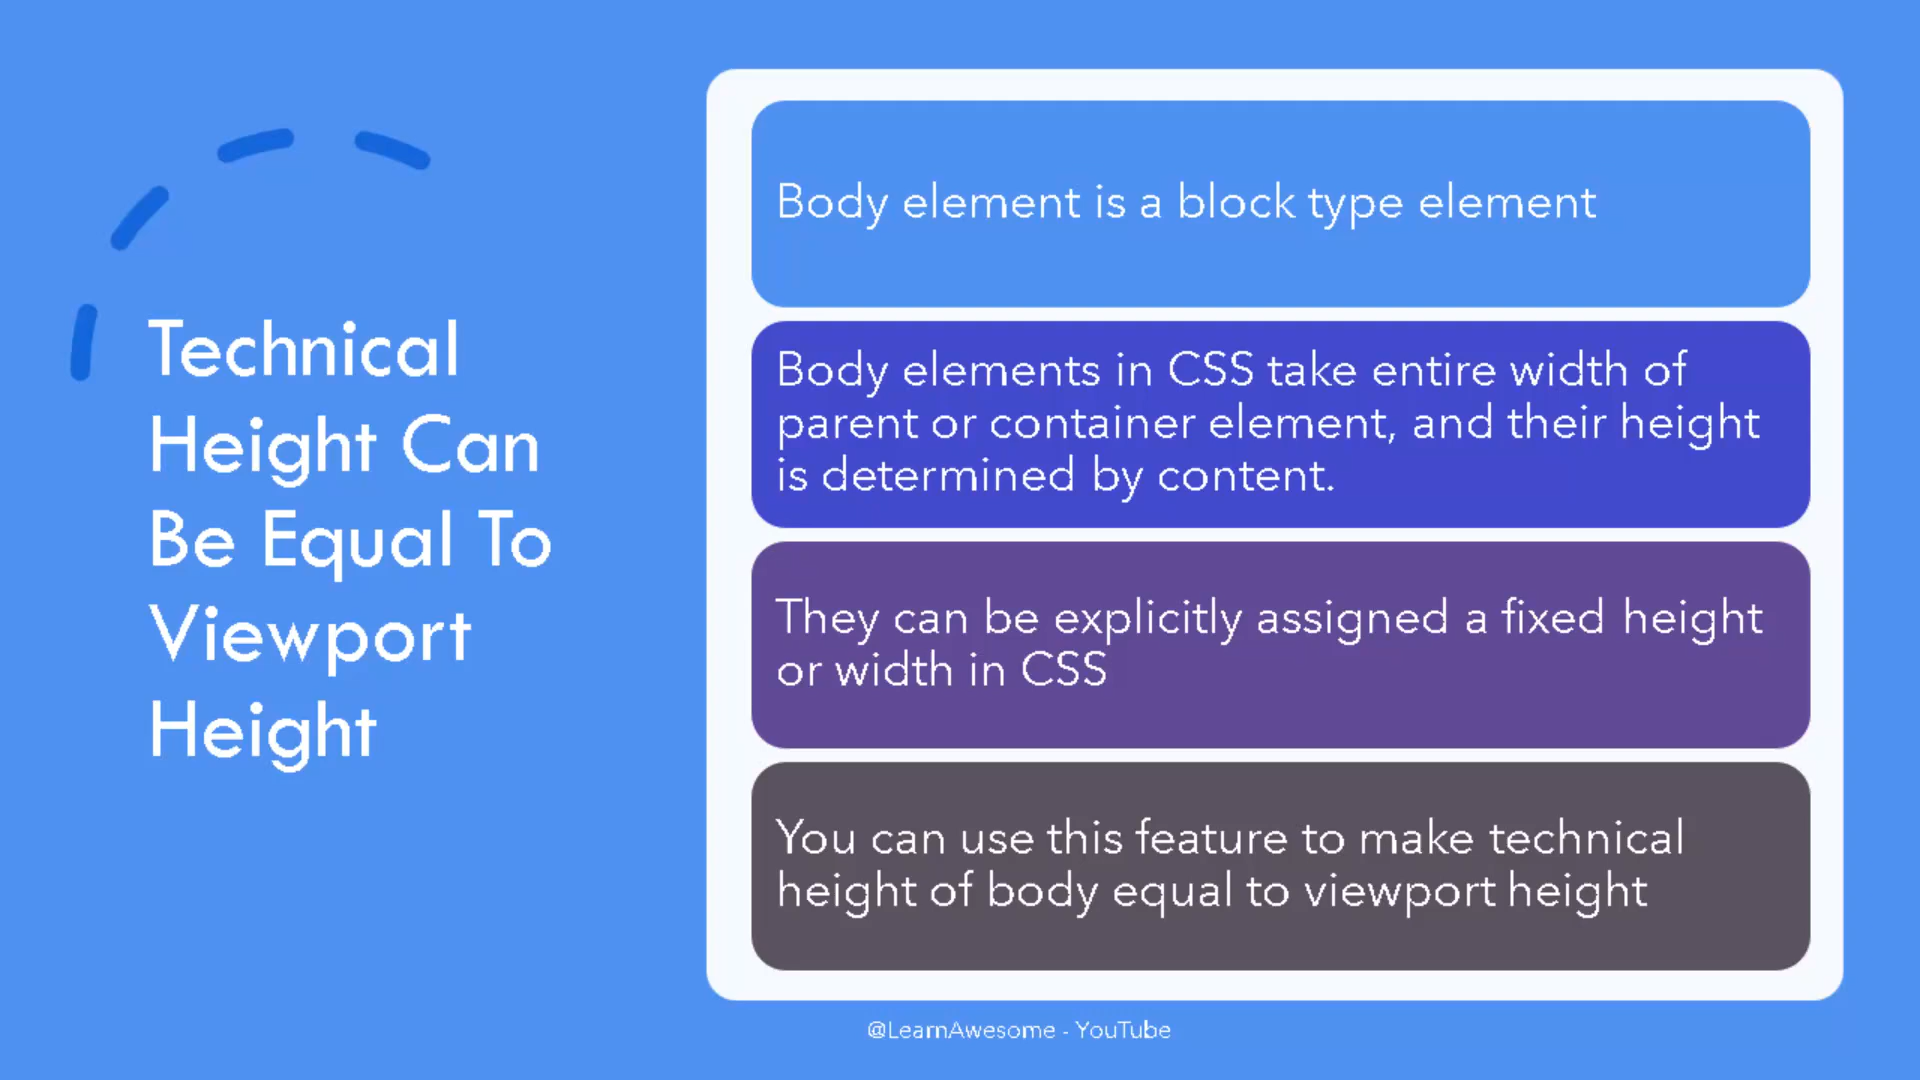 Technical
Height Can
Be Equal To
Viewport
Height
Body element is a block type element
Body elements in CSS take entire width of
parent or container element, and their height
is determined by content.
They can be explicitly assigned a fixed height
or width in CSS
You can use this feature to make technical
height of body equal to viewport height
@LearnAwesome - YouTube